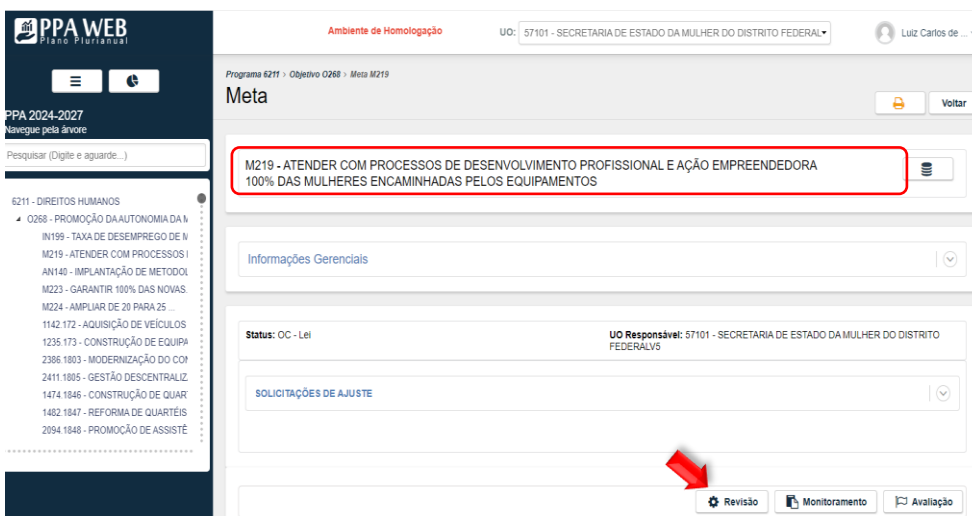 PPA WEB
Plano Plurianual
PPA 2024-2027
Navegue pela árvore
Pesquisar (Digite e aguarde...)
6211 - DIREITOS HUMANOS
O268 - PROMOÇÃO DA AUTONOMIA DA M
IN199 - TAXA DE DESEMPREGO DE M
M219 - ATENDER COM PROCESSOS
AN140 - IMPLANTAÇÃO DE METODOL
M223 - GARANTIR 100% DAS NOVAS.
M224 - AMPLIAR DE 20 PARA 25 ...
1142.172 - AQUISIÇÃO DE VEÍCULOS
1235.173 - CONSTRUÇÃO DE EQUIPA
2386.1803 - MODERNIZAÇÃO DO
2411.1805 - GESTÃO DESCENTRALIZ.
1474.1846 - CONSTRUÇÃO DE QUAR
1482.1847 - REFORMA DE QUARTÉIS
2094.1848 - PROMOÇÃO DE ASSISTÊ
Ambiente de Homologação
UO: 57101 - SECRETARIA DE ESTADO DA MULHER DO DISTRITO FEDERAL
Luiz Carlos de ...
Programa 6211 > Objetivo O268 > Meta M219
Meta
Voltar
M219 - ATENDER COM PROCESSOS DE DESENVOLVIMENTO PROFISSIONAL E AÇÃO EMPREENDEDORA
100% DAS MULHERES ENCAMINHADAS PELOS EQUIPAMENTOS
Informações Gerenciais
Status: OC - Lei
UO Responsável: 57101 - SECRETARIA DE ESTADO DA MULHER DO DISTRITO
FEDERALV5
SOLICITAÇÕES DE AJUSTE
Revisão
Monitoramento
Avaliação